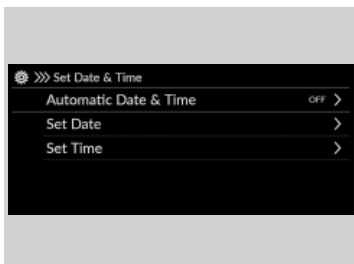 >>> Set Date & Time
Automatic Date & Time OFF >
Set Date >
Set Time >